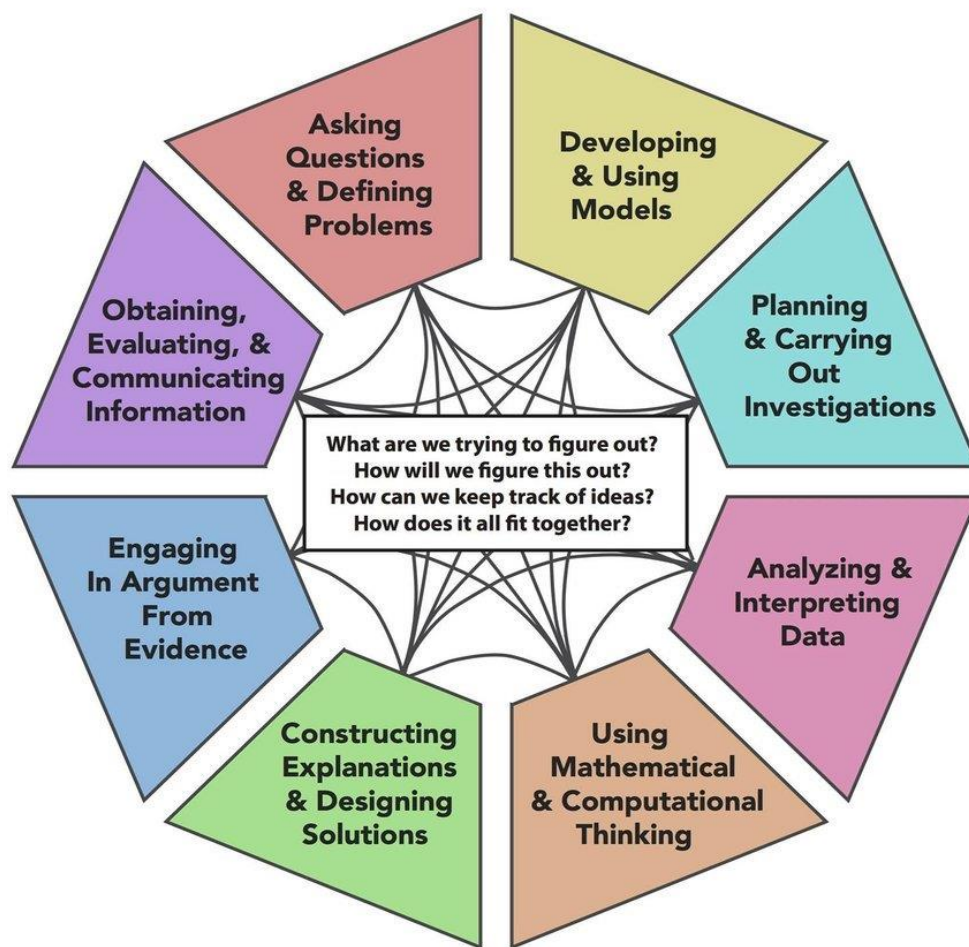 Asking
Questions
& Defining
Problems
Developing
& Using
Models
Planning
& Carrying
Out
Investigations
Analyzing &
Interpreting
Data
Using
Mathematical
& Computational
Thinking
Constructing
Explanations
& Designing
Solutions
Engaging
In Argument
From
Evidence
Obtaining,
Evaluating, &
Communicating
Information
What are we trying to figure out?
How will we figure this out?
How can we keep track of ideas?
How does it all fit together?